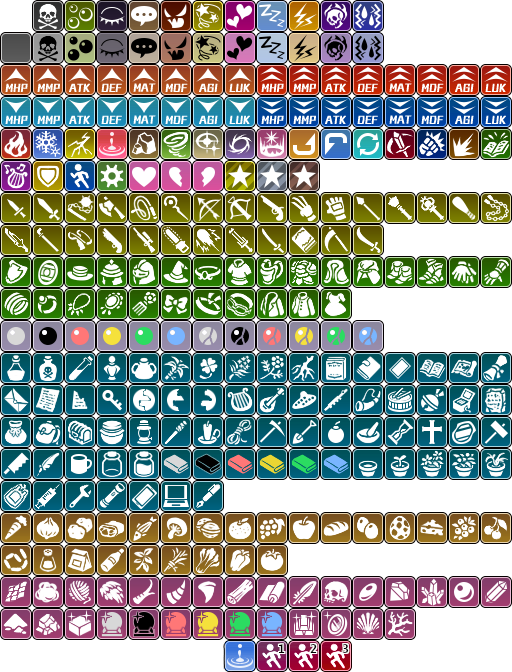 MHP MMP ATK DEF MAT MDF AGI LUK MHP MMP ATK DEF MAT MDF AGI LUK
MHP MMP ATK DEF MAT MDF AGI LUK MHP MMP ATK DEF MAT MDF AGI LUK
1 2 3